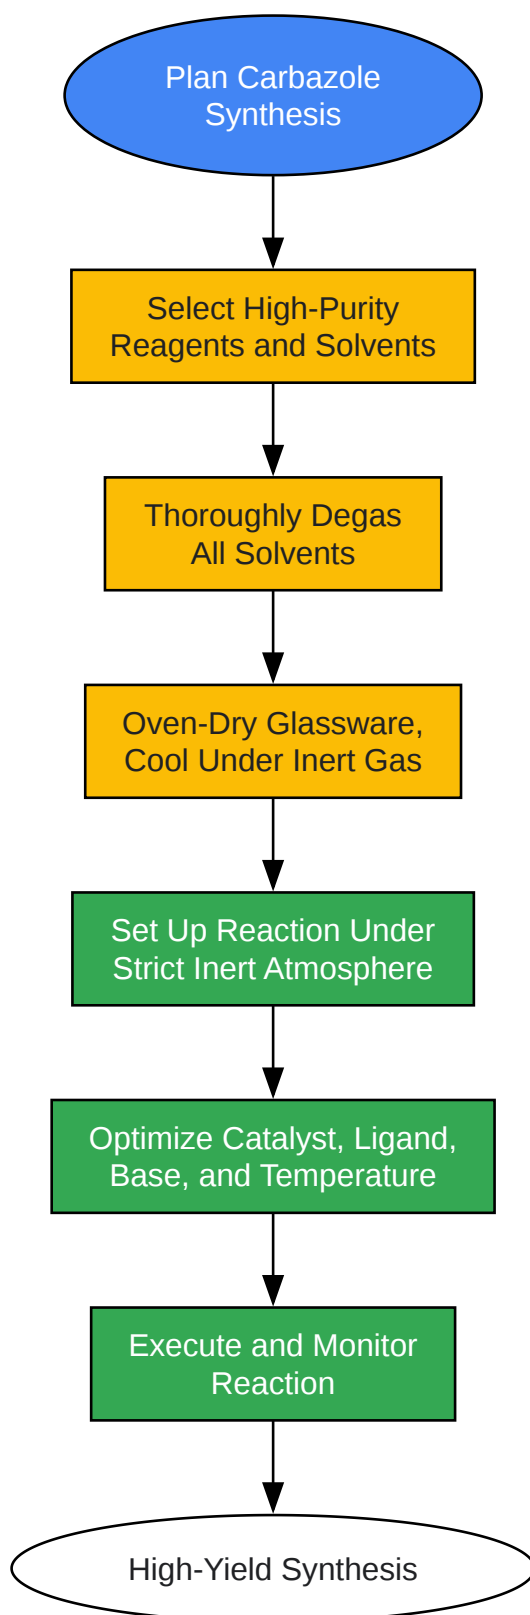 Plan Carbazole
Synthesis
Select High-Purity
Reagents and Solvents
Thoroughly Degas
All Solvents
Oven-Dry Glassware,
Cool Under Inert Gas
Set Up Reaction Under
Strict Inert Atmosphere
Optimize Catalyst, Ligand,
Base, and Temperature
Execute and Monitor
Reaction
High-Yield Synthesis